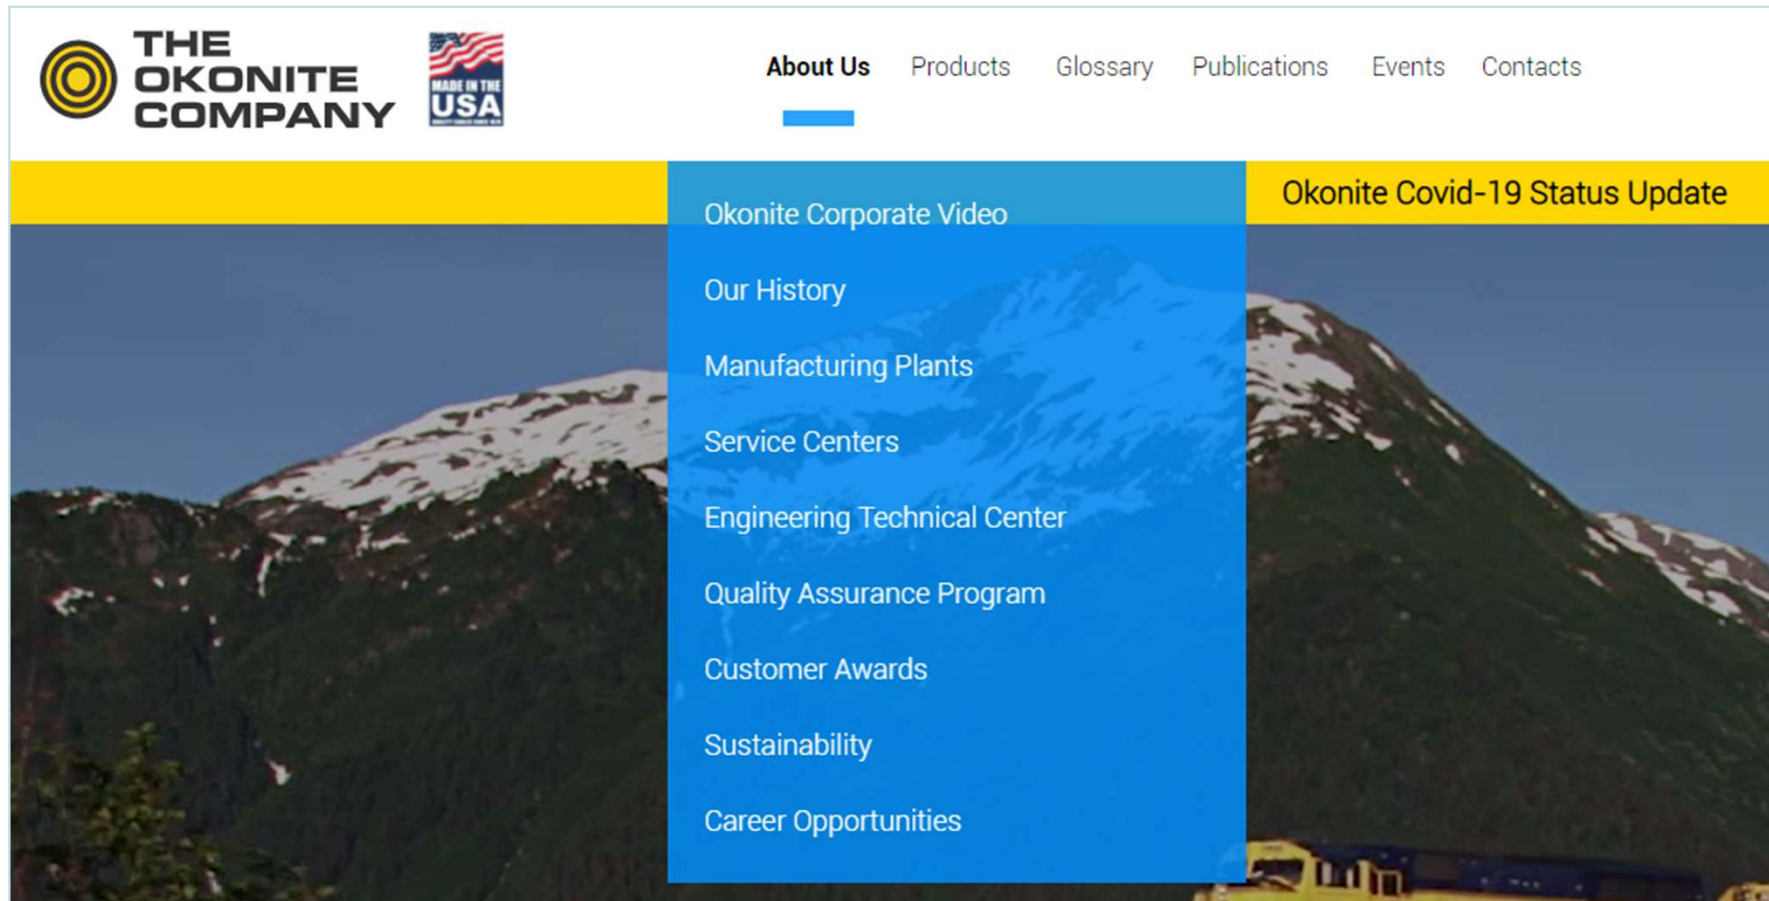 THE
OKONITE
COMPANY
MADE IN THE
USA
About Us Products Glossary Publications Events Contacts
Okonite Covid-19 Status Update
Okonite Corporate Video
Our History
Manufacturing Plants
Service Centers
Engineering Technical Center
Quality Assurance Program
Customer Awards
Sustainability
Career Opportunities